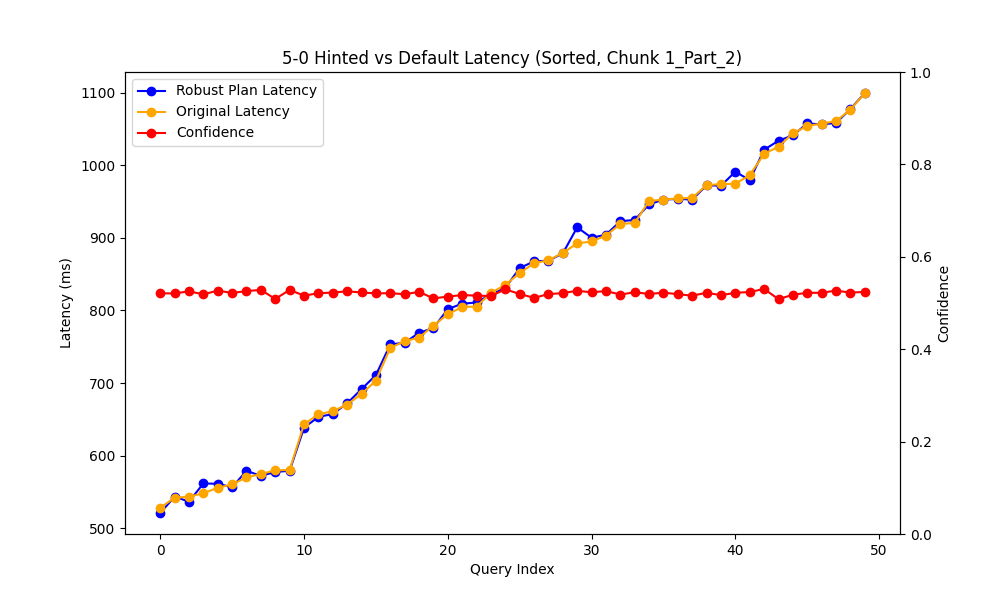 5-0 Hinted vs Default Latency (Sorted, Chunk 1_Part_2)
Robust Plan Latency
Original Latency
Confidence
Latency (ms)
1100
1000
900
800
700
600
500
1.0
0.8
0.6
0.4
0.2
0.0
Confidence
0 10 20 30 40 50
Query Index